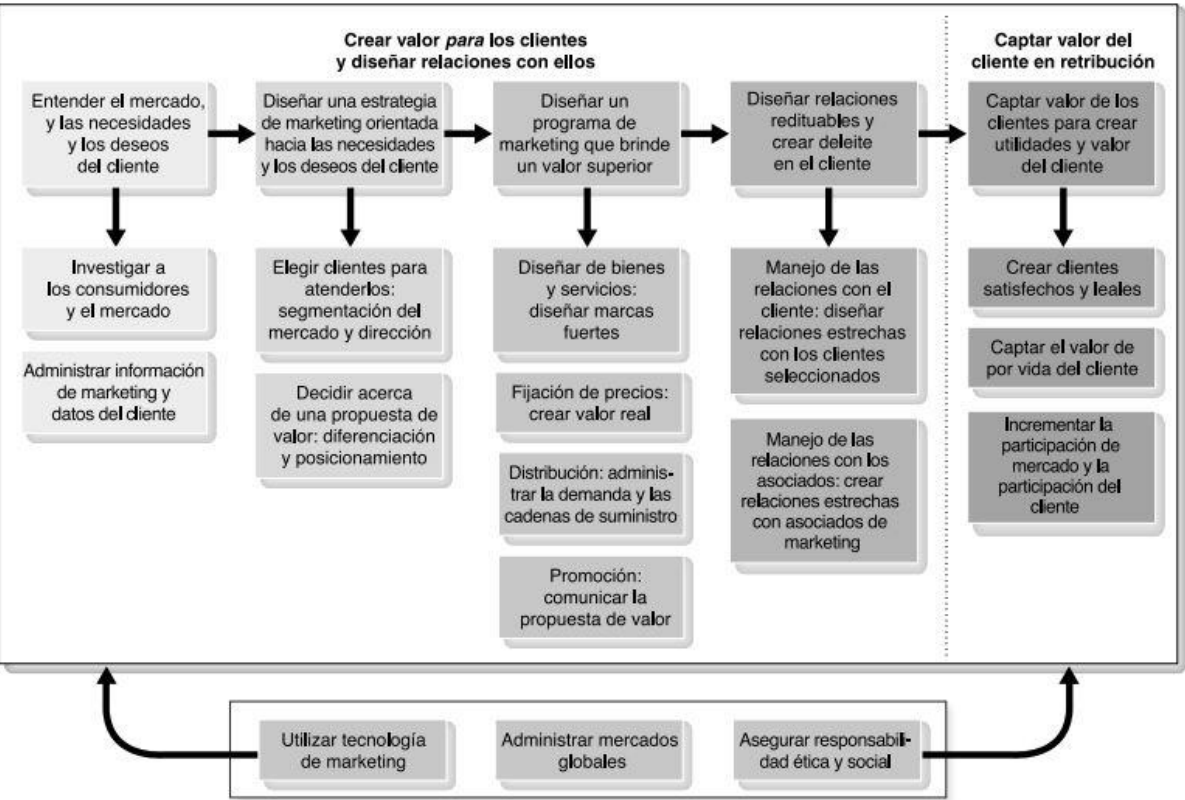 Crear valor para los clientes
y diseñar relaciones con ellos
Captar valor del
cliente en retribución
Entender el mercado,
y las necesidades
y los deseos
del cliente
Diseñar una estrategia
de marketing orientada
hacia las necesidades
y los deseos del cliente
Diseñar un
programa de
marketing que brinde
un valor superior
Diseñar relaciones
redituables y
crear deleite
en el cliente
Captar valor de los
clientes para crear
utilidades y valor
del cliente
Investigar a
los consumidores
y el mercado
Administrar información
de marketing y
datos del cliente
Elegir clientes para
atenderlos:
segmentación del
mercado y dirección
Decidir acerca
de una propuesta de
valor: diferenciación
y posicionamiento
Diseñar de bienes
y servicios:
diseñar marcas
fuertes
Fijación de precios:
crear valor real
Distribución: adminis-
trar la demanda y las
cadenas de suministro
Promoción:
comunicar la
propuesta de valor
Manejo de las
relaciones con el
cliente: diseñar
relaciones estrechas
con los clientes
seleccionados
Manejo de las
relaciones con los
asociados: crear
relaciones estrechas
con asociados de
marketing
Crear clientes
satisfechos y leales
Captar el valor de
por vida del cliente
Incrementar la
participación de
mercado y la
participación del
cliente
Utilizar tecnología
de marketing
Administrar mercados
globales
Asegurar responsabili-
dad ética y social